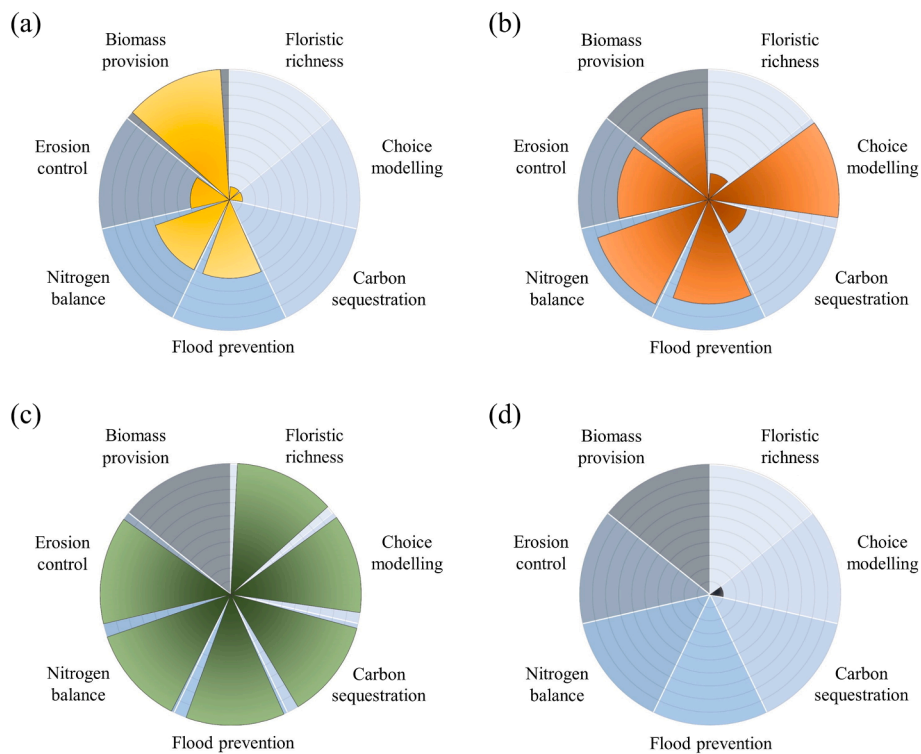 (a)
Biomass
provision
Floristic
richness
Erosion
control
Choice
modelling
Nitrogen
balance
Carbon
sequestration
Flood prevention
(b)
Biomass
provision
Floristic
richness
Erosion
control
Choice
modelling
Nitrogen
balance
Carbon
sequestration
Flood prevention
(c)
Biomass
provision
Floristic
richness
Erosion
control
Choice
modelling
Nitrogen
balance
Carbon
sequestration
Flood prevention
(d)
Biomass
provision
Floristic
richness
Erosion
control
Choice
modelling
Nitrogen
balance
Carbon
sequestration
Flood prevention